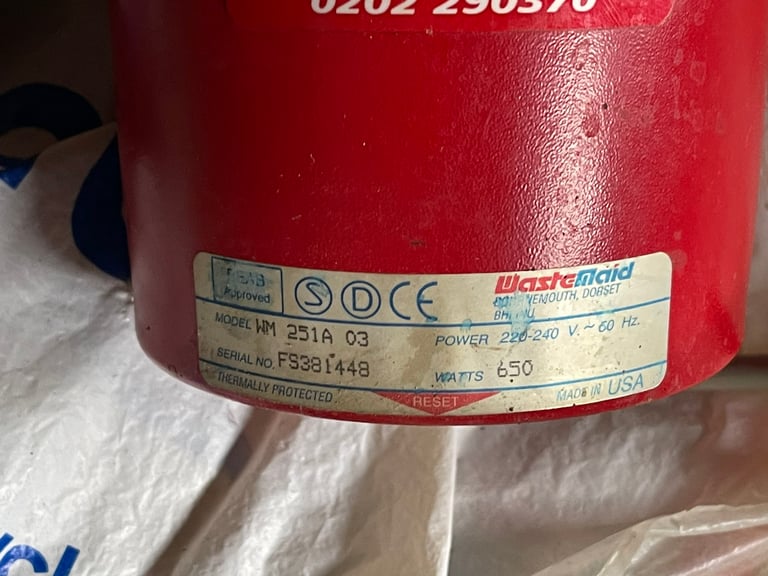 0202 290370
Approved
S D CE
WasteMaid
BOURNEMOUTH, DORSET
MODEL WM 251A 03
POWER 220-240 V. ~ 60 Hz.
SERIAL NO. FS381448
WATTS 650
THERMALLY PROTECTED
RESET
MADE IN USA